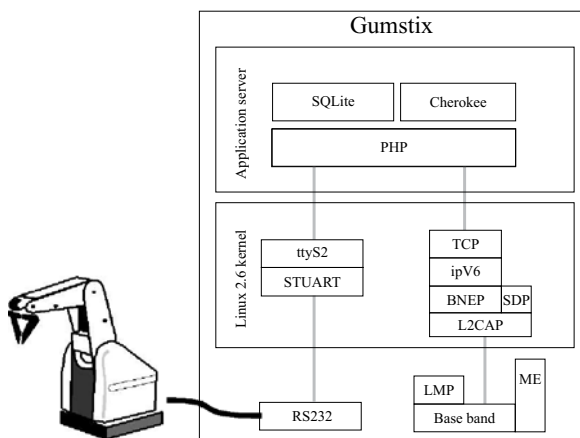 Gumstix
Application server
SQLite
Cherokee
PHP
Linux 2.6 kernel
ttyS2
STUART
TCP
ipV6
BNEP
SDP
L2CAP
LMP
ME
RS232
Base band